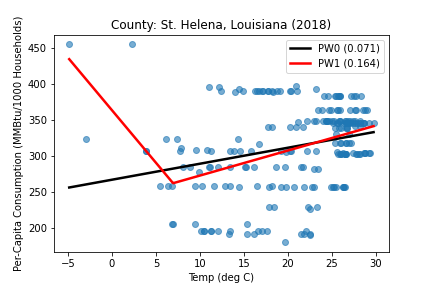 County: St. Helena, Louisiana (2018)
Per-Capita Consumption (MMBtu/1000 Households)
450
400
350
300
250
200
PW0 (0.071)
PW1 (0.164)
−5 0 5 10 15 20 25 30
Temp (deg C)